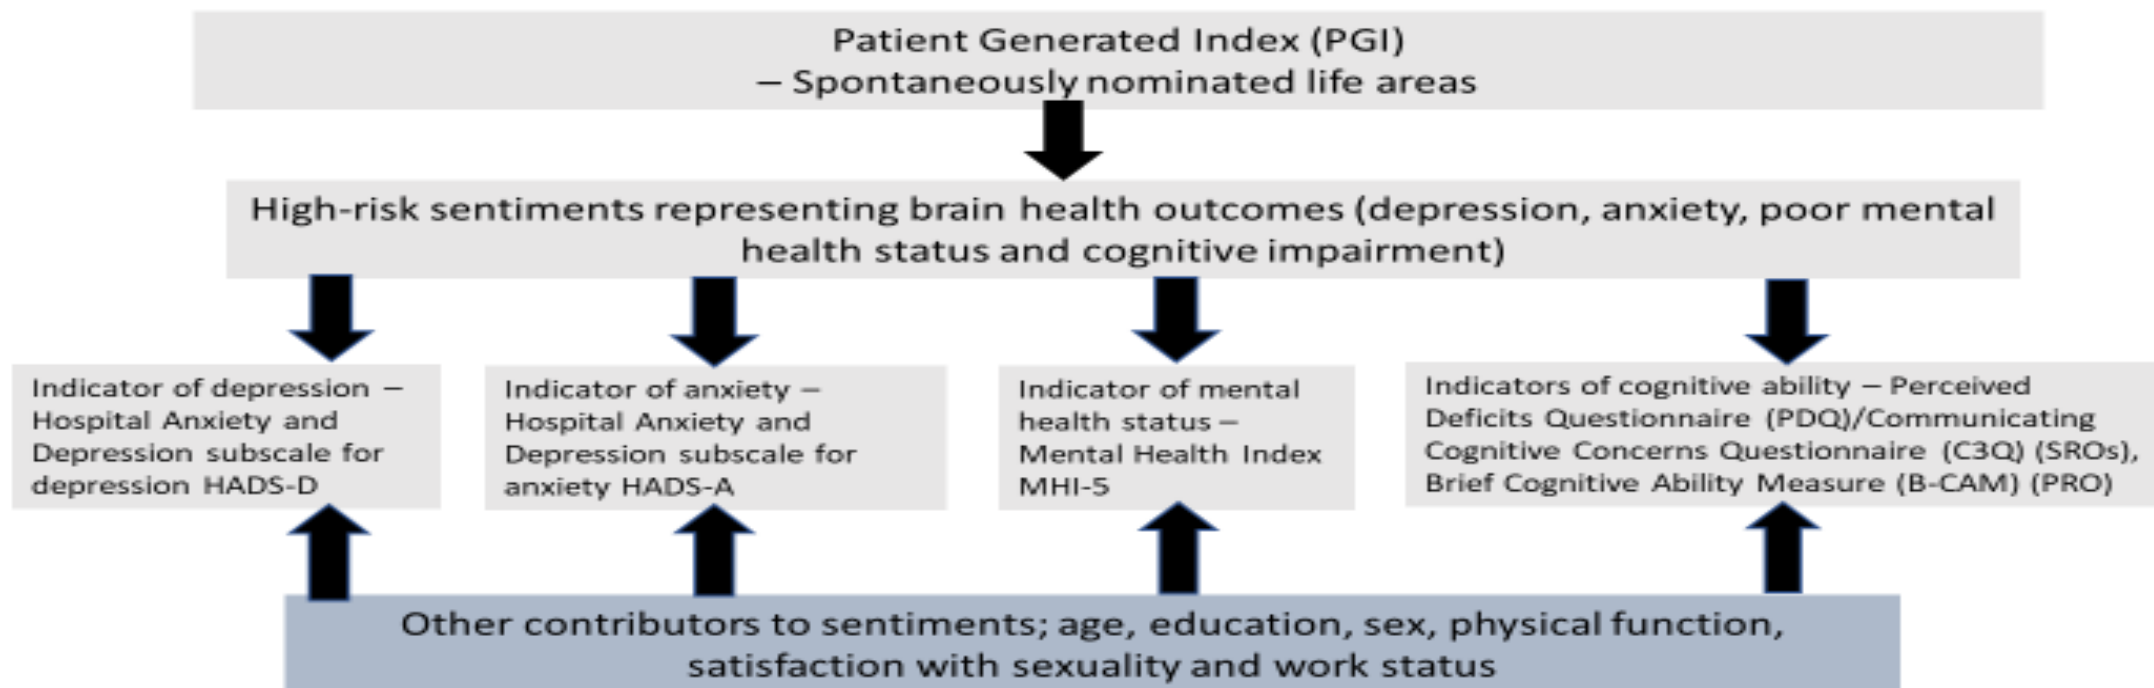 Patient Generated Index (PGI)
– Spontaneously nominated life areas
High-risk sentiments representing brain health outcomes (depression, anxiety, poor mental
health status and cognitive impairment)
Indicator of depression –
Hospital Anxiety and
Depression subscale for
depression HADS-D
Indicator of anxiety –
Hospital Anxiety and
Depression subscale for
anxiety HADS-A
Indicator of mental
health status –
Mental Health Index
MHI-5
Indicators of cognitive ability – Perceived
Deficits Questionnaire (PDQ)/Communicating
Cognitive Concerns Questionnaire (C3Q) (SROs),
Brief Cognitive Ability Measure (B-CAM) (PRO)
Other contributors to sentiments; age, education, sex, physical function,
satisfaction with sexuality and work status